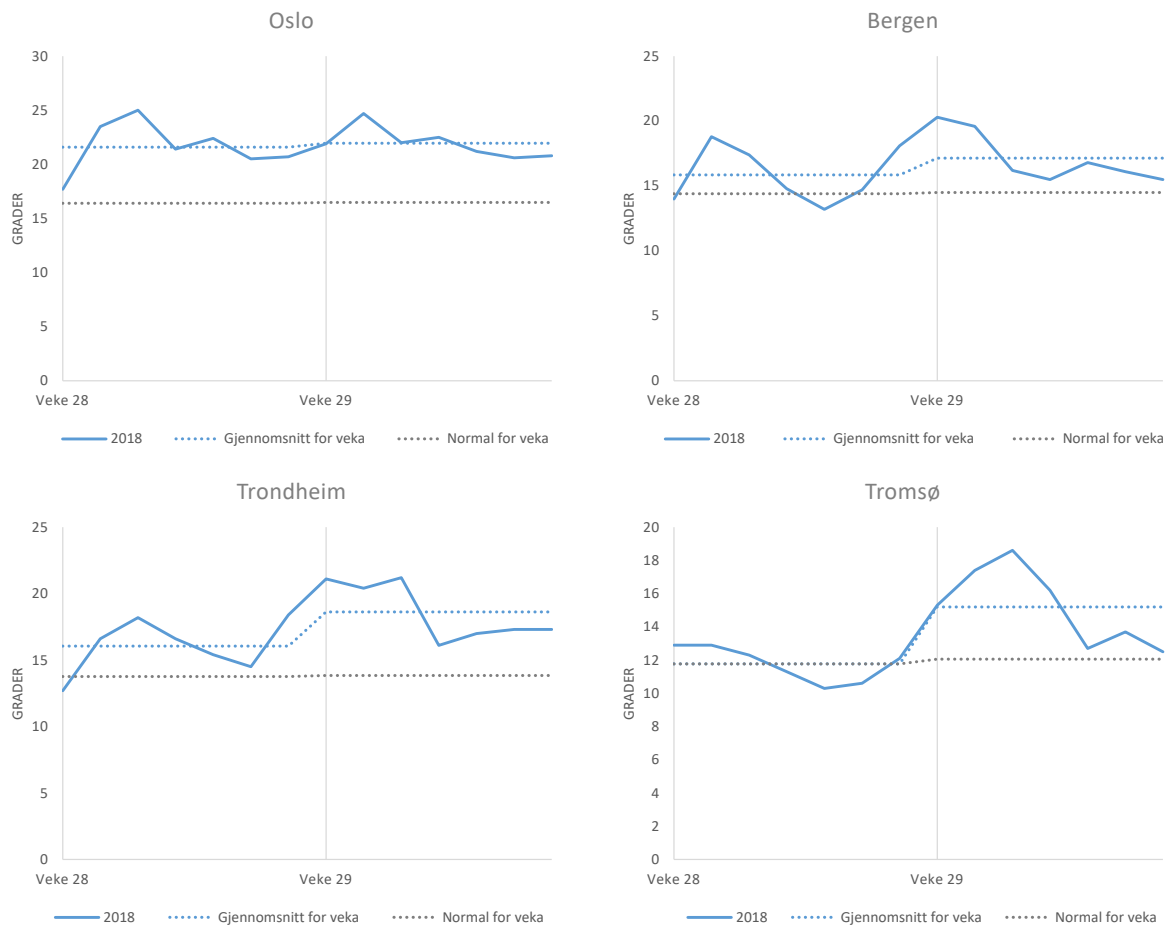 Oslo
30
25
20
15
10
5
0
GRADER
Veke 28 Veke 29
2018 Gjennomsnitt for veka Normal for veka
Bergen
25
20
15
10
5
0
GRADER
Veke 28 Veke 29
2018 Gjennomsnitt for veka Normal for veka
Trondheim
25
20
15
10
5
0
GRADER
Veke 28 Veke 29
2018 Gjennomsnitt for veka Normal for veka
Tromsø
20
18
16
14
12
10
8
6
4
2
0
GRADER
Veke 28 Veke 29
2018 Gjennomsnitt for veka Normal for veka